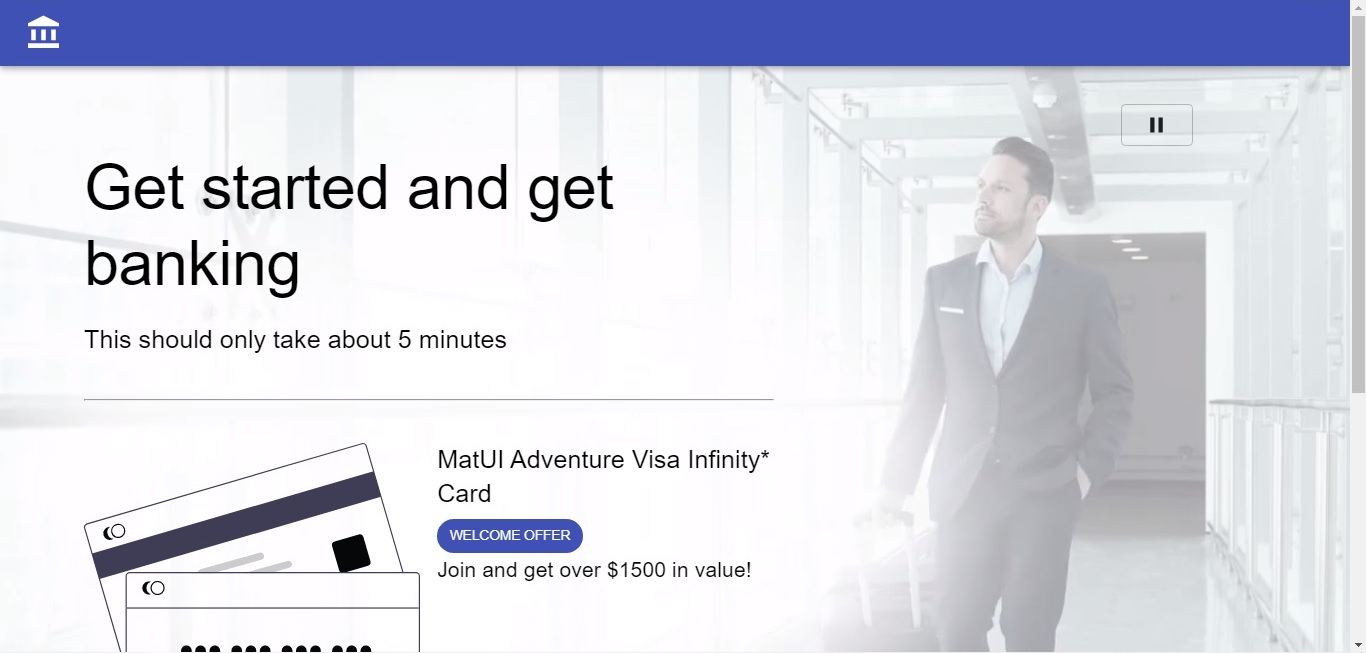 Get started and get
banking
This should only take about 5 minutes
MatUI Adventure Visa Infinity*
Card
WELCOME OFFER
Join and get over $1500 in value!